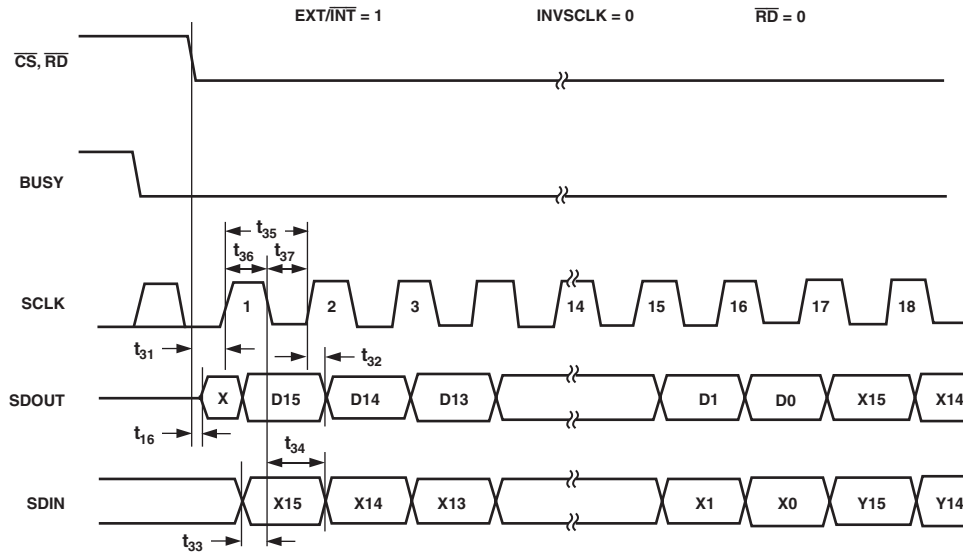 EXT/INT = 1 INVSCLK = 0 RD = 0
CS, RD
BUSY
t35
t36 t37
SCLK 1 2 3 14 15 16 17 18
t31 t32
SDOUT X D15 D14 D13 D1 D0 X15 X14
t16 t34
SDIN X15 X14 X13 X1 X0 Y15 Y14
t33